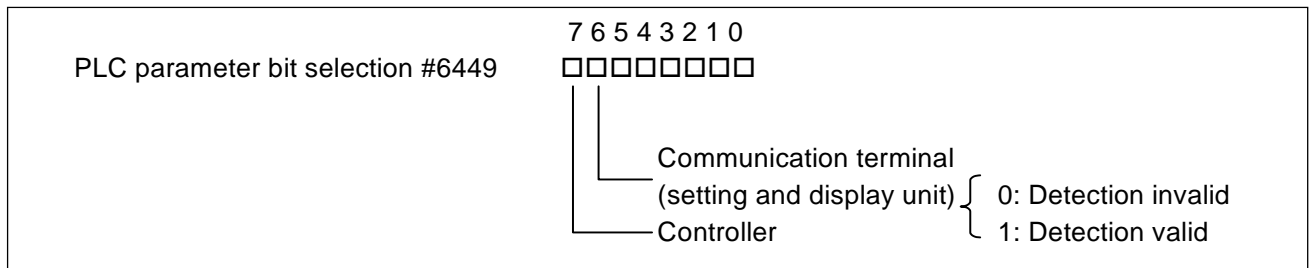 7 6 5 4 3 2 1 0
PLC parameter bit selection #6449
Communication terminal
(setting and display unit) 0: Detection invalid
Controller 1: Detection valid